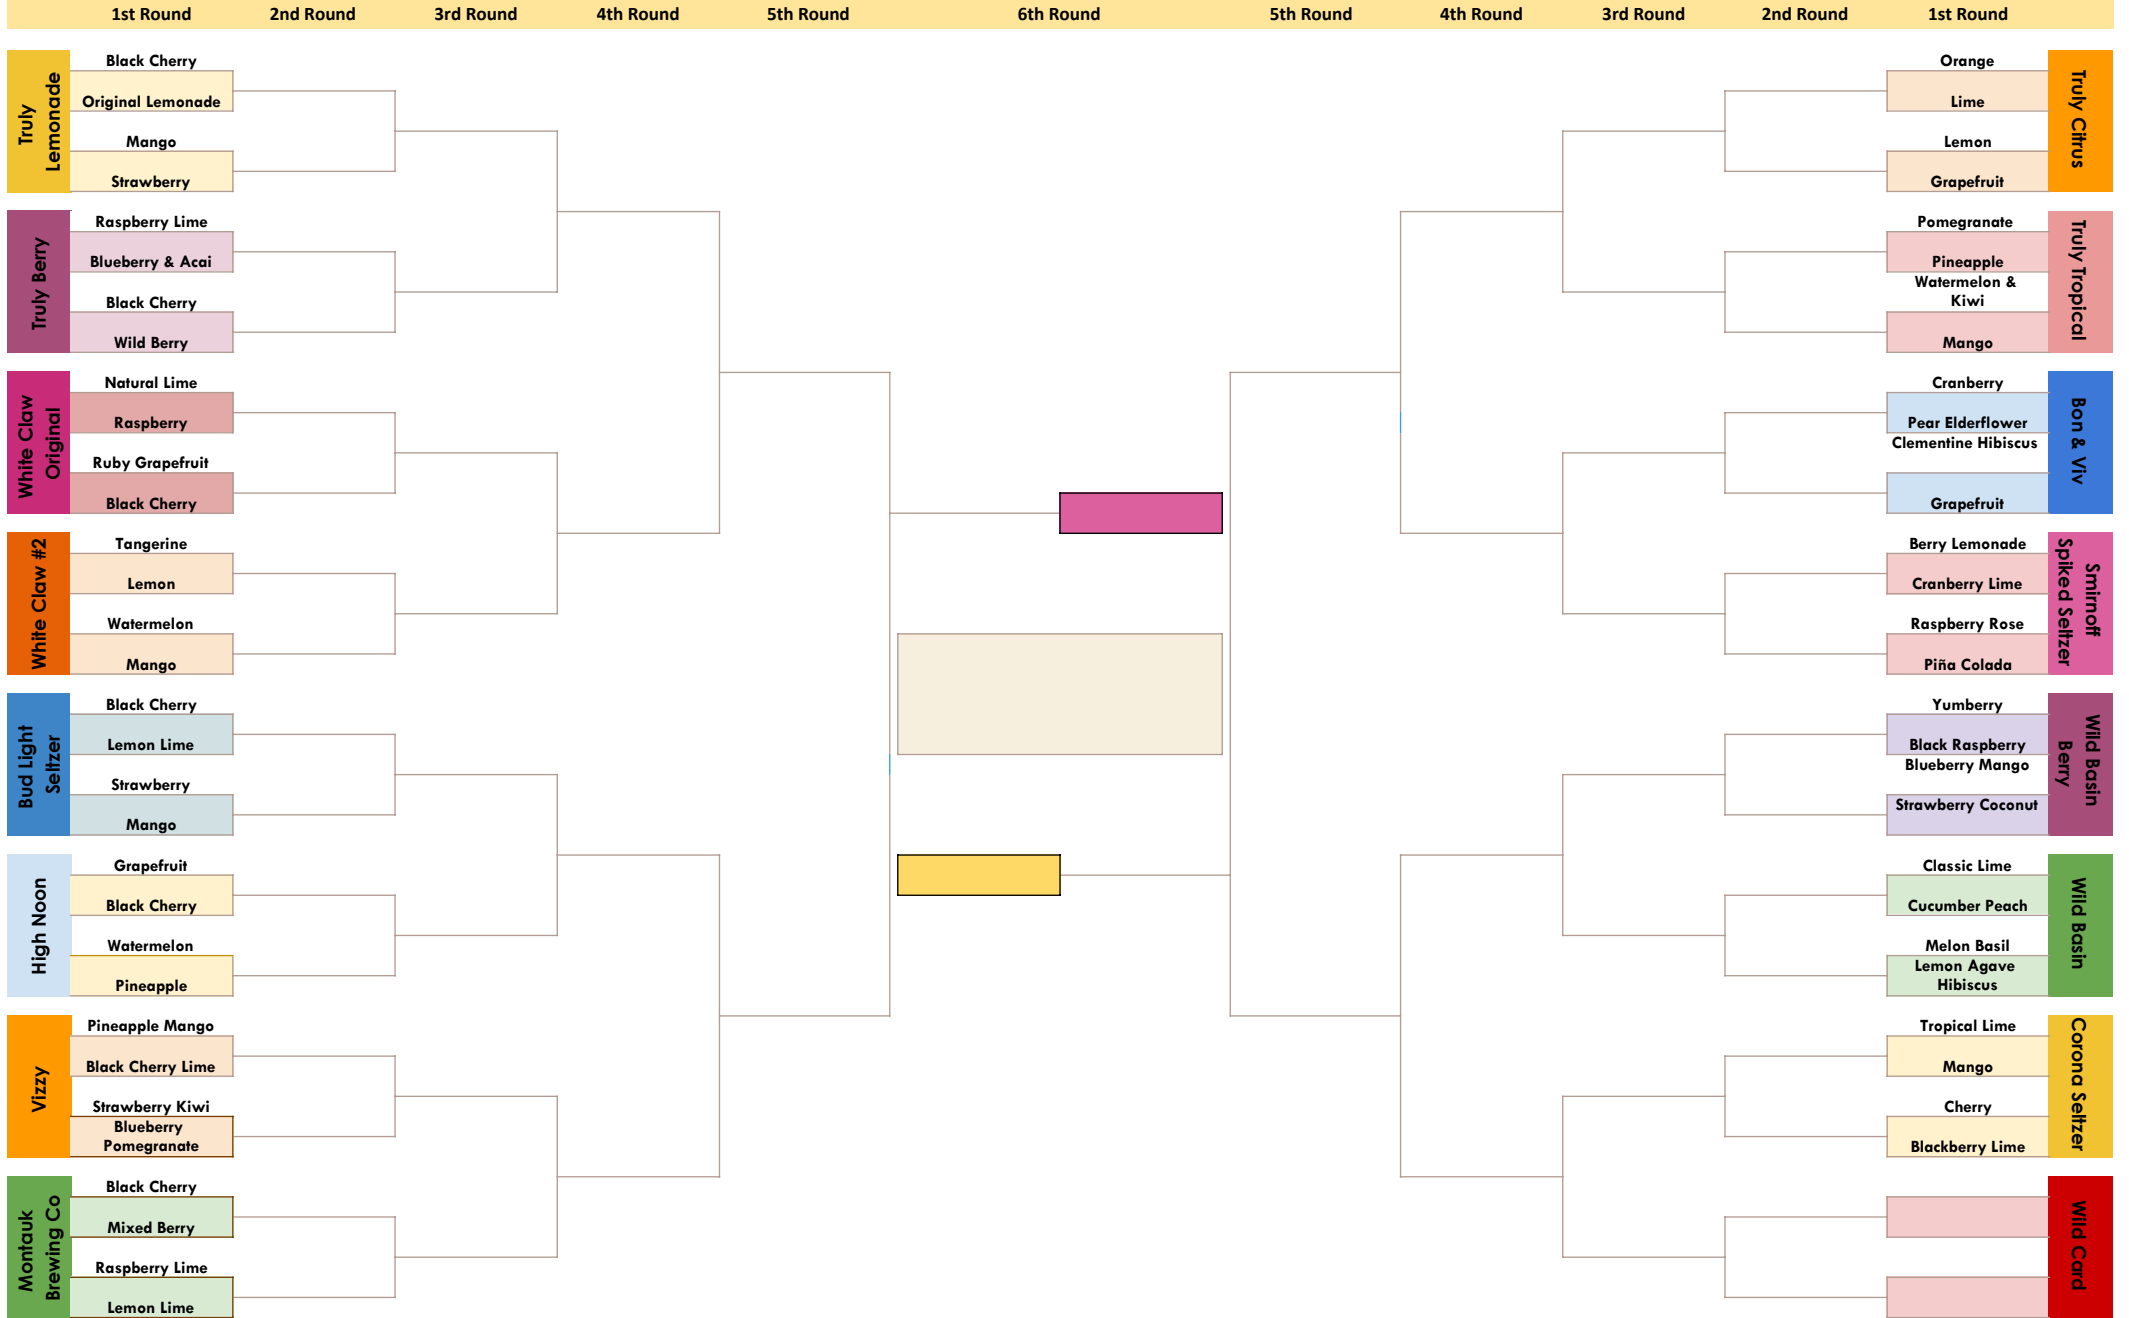 1st Round 2nd Round 3rd Round 4th Round 5th Round 6th Round 5th Round 4th Round 3rd Round 2nd Round 1st Round
Truly
Lemonade
Black Cherry
Original Lemonade
Mango
Strawberry
Truly Berry
Raspberry Lime
Blueberry & Acai
Black Cherry
Wild Berry
White Claw
Original
Natural Lime
Raspberry
Ruby Grapefruit
Black Cherry
White Claw #2
Tangerine
Lemon
Watermelon
Mango
Bud Light
Seltzer
Black Cherry
Lemon Lime
Strawberry
Mango
High Noon
Grapefruit
Black Cherry
Watermelon
Pineapple
Vizzy
Pineapple Mango
Black Cherry Lime
Strawberry Kiwi
Blueberry
Pomegranate
Montauk
Brewing Co
Black Cherry
Mixed Berry
Raspberry Lime
Lemon Lime
Orange
Lime
Lemon
Grapefruit
Truly Citrus
Pomegranate
Pineapple
Watermelon &
Kiwi
Mango
Truly Tropical
Cranberry
Pear Elderflower
Clementine Hibiscus
Grapefruit
Bon & Viv
Berry Lemonade
Cranberry Lime
Raspberry Rose
Piña Colada
Smirnoff
Spiked Seltzer
Yumberry
Black Raspberry
Blueberry Mango
Strawberry Coconut
Wild Basin
Berry
Classic Lime
Cucumber Peach
Melon Basil
Lemon Agave
Hibiscus
Wild Basin
Tropical Lime
Mango
Cherry
Blackberry Lime
Corona Seltzer
Wild Card